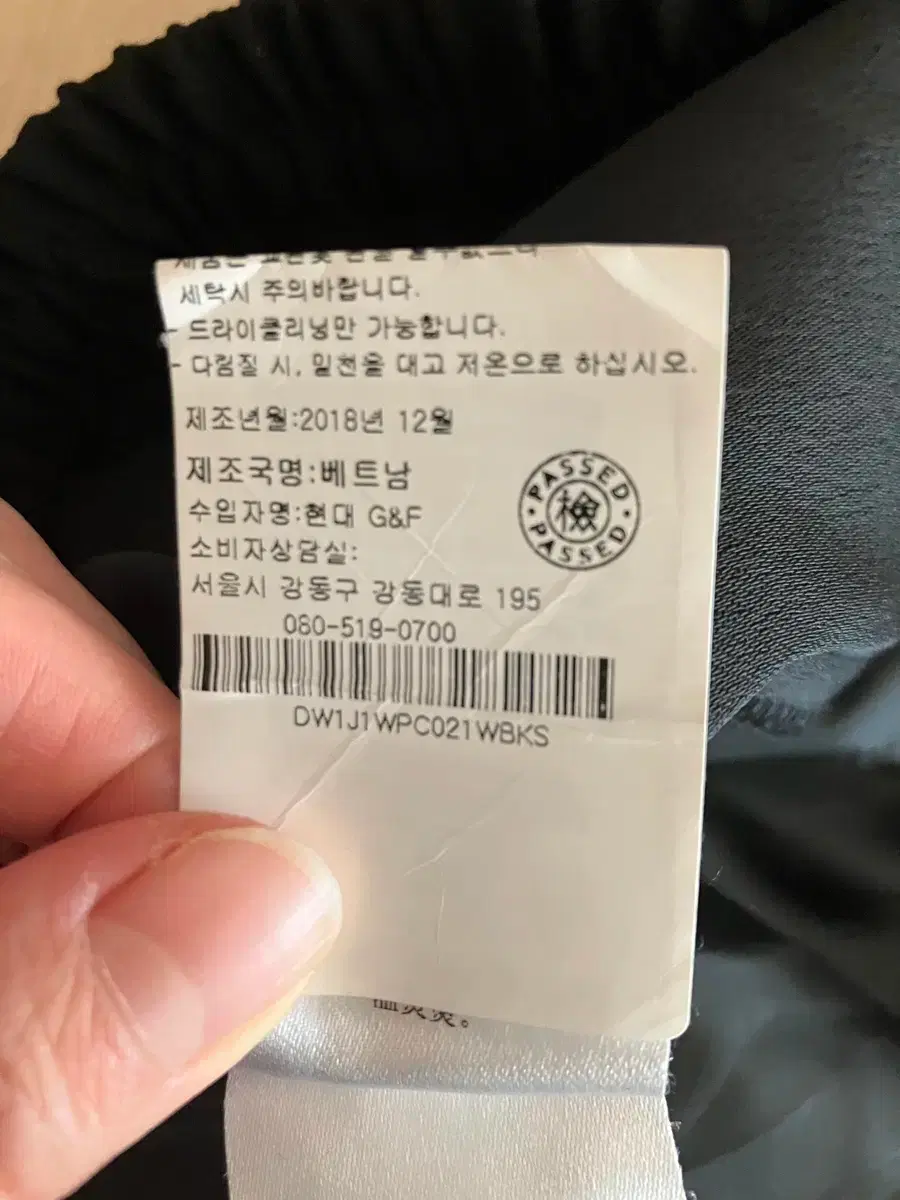 세탁시 주의바랍니다.
- 드라이클리닝만 가능합니다.
- 다림질 시, 밑천을 대고 저온으로 하십시오.
제조년월:2018년 12월
제조국명:베트남
수입자명:현대 G&F
소비자상담실:
서울시 강동구 강동대로 195
080-519-0700
PASSED
檢
PASSED
DW1J1WPC021WBKS